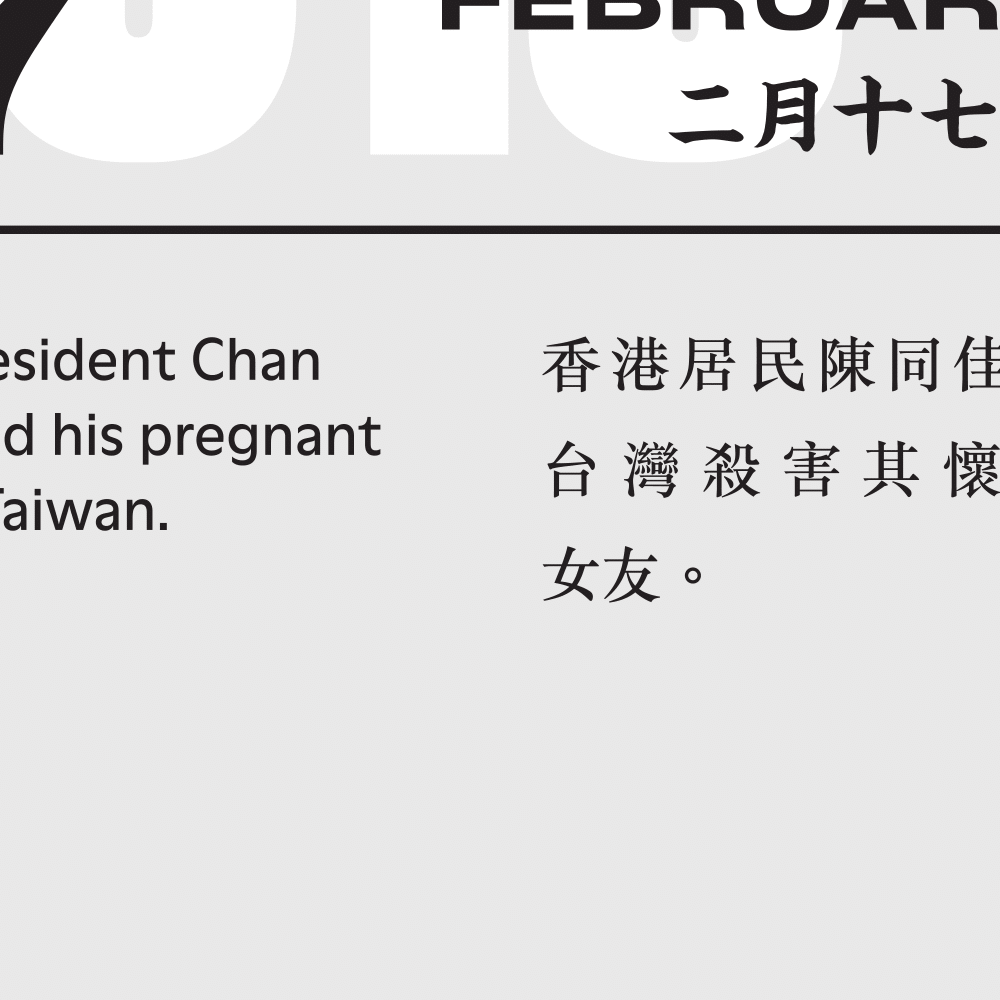 FEBRUAR
二月十七
esident Chan
d his pregnant
Taiwan.
香港居民陳同佳
台灣殺害其懷
女友。